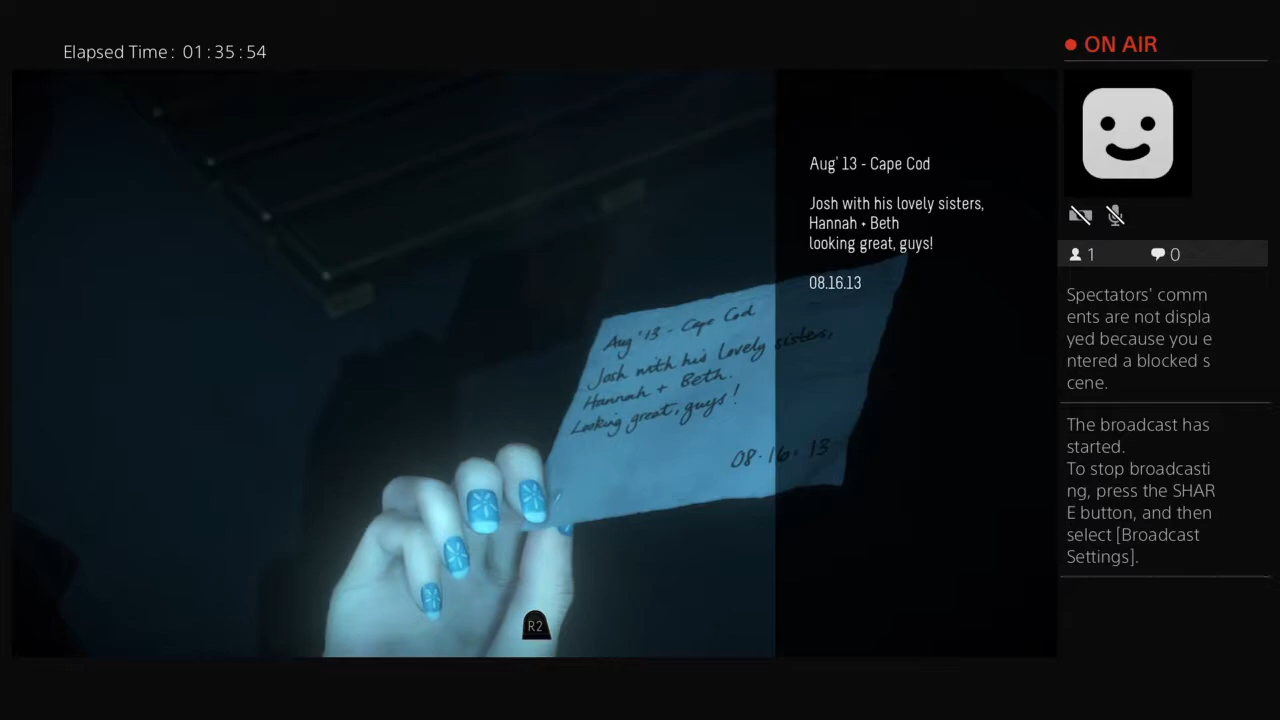 Elapsed Time: 01:35:54
ON AIR
Aug' 13 - Cape Cod
Josh with his lovely sisters,
Hannah + Beth
looking great, guys!
08.16.13
Aug '13 - Cape Cod
Josh with his lovely sisters,
Hannah + Beth.
Looking great, guys!
08.16.13
R2
1
0
Spectators' comm
ents are not displa
yed because you e
ntered a blocked s
cene.
The broadcast has
started.
To stop broadcasti
ng, press the SHAR
E button, and then
select [Broadcast
Settings].